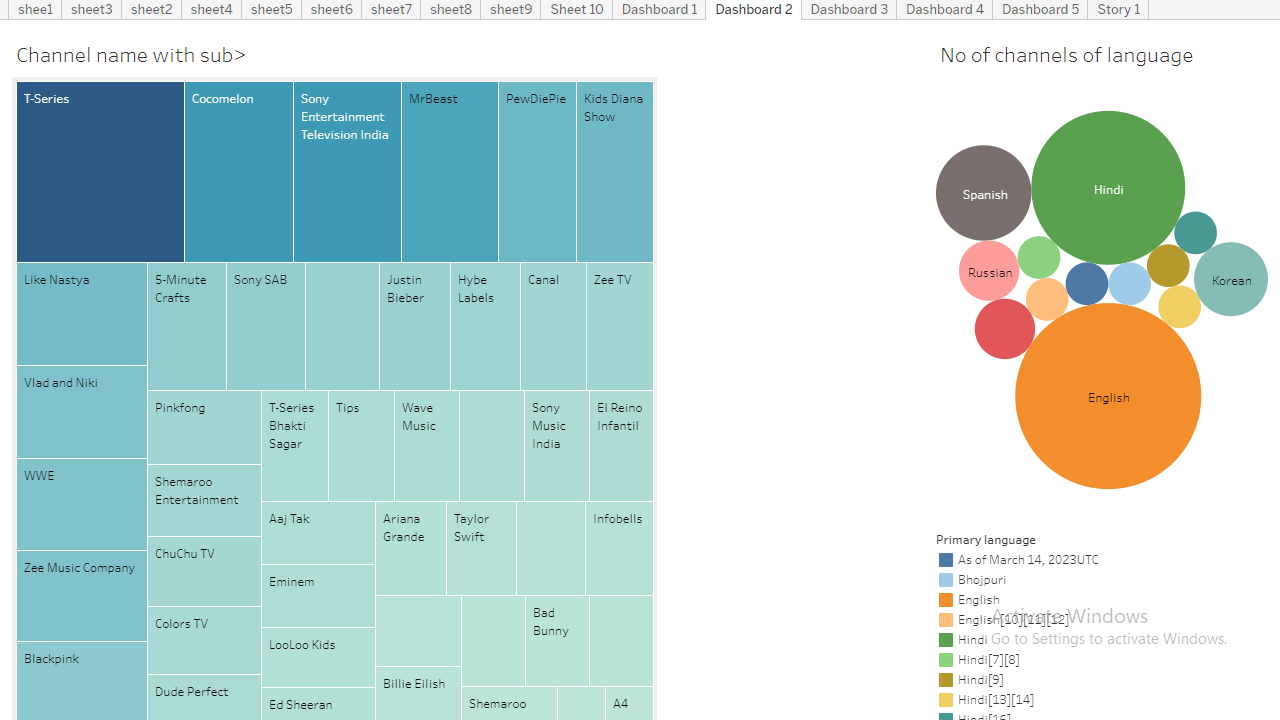 shee1 sheet3 sheet2 sheet4 sheet5 sheet6 sheet7 sheet8 sheet9 Sheet 10 Dashboard 1 Dashboard 2 Dashboard 3 Dashboard 4 Dashboard 5 Story 1
Channel name with sub>
T-Series
Cocomelon
Sony
Entertainment
Television India
MrBeast
PewDiePie
Kids Diana
Show
Like Nastya
5-Minute
Crafts
Sony SAB
Justin
Bieber
Hybe
Labels
Canal
Zee TV
Vlad and Niki
Pinkfong
T-Series
Bhakti
Sagar
Tips
Wave
Music
Sony
Music
India
El Reino
Infantil
WWE
Shemaroo
Entertainment
Aaj Tak
Ariana
Grande
Taylor
Swift
Infobells
Zee Music Company
ChuChu TV
Eminem
Colors TV
LooLoo Kids
Bad
Bunny
Blackpink
Dude Perfect
Ed Sheeran
Billie Eilish
Shemaroo
A4
No of channels of language
Spanish
Hindi
Russian
Korean
English
Primary language
As of March 14, 2023UTC
Bhojpuri
English
English[10][11][12]
Hindi
Hindi[7][8]
Hindi[9]
Hindi[13][14]
Hindi[16]
Activate Windows
Go to Settings to activate Windows.